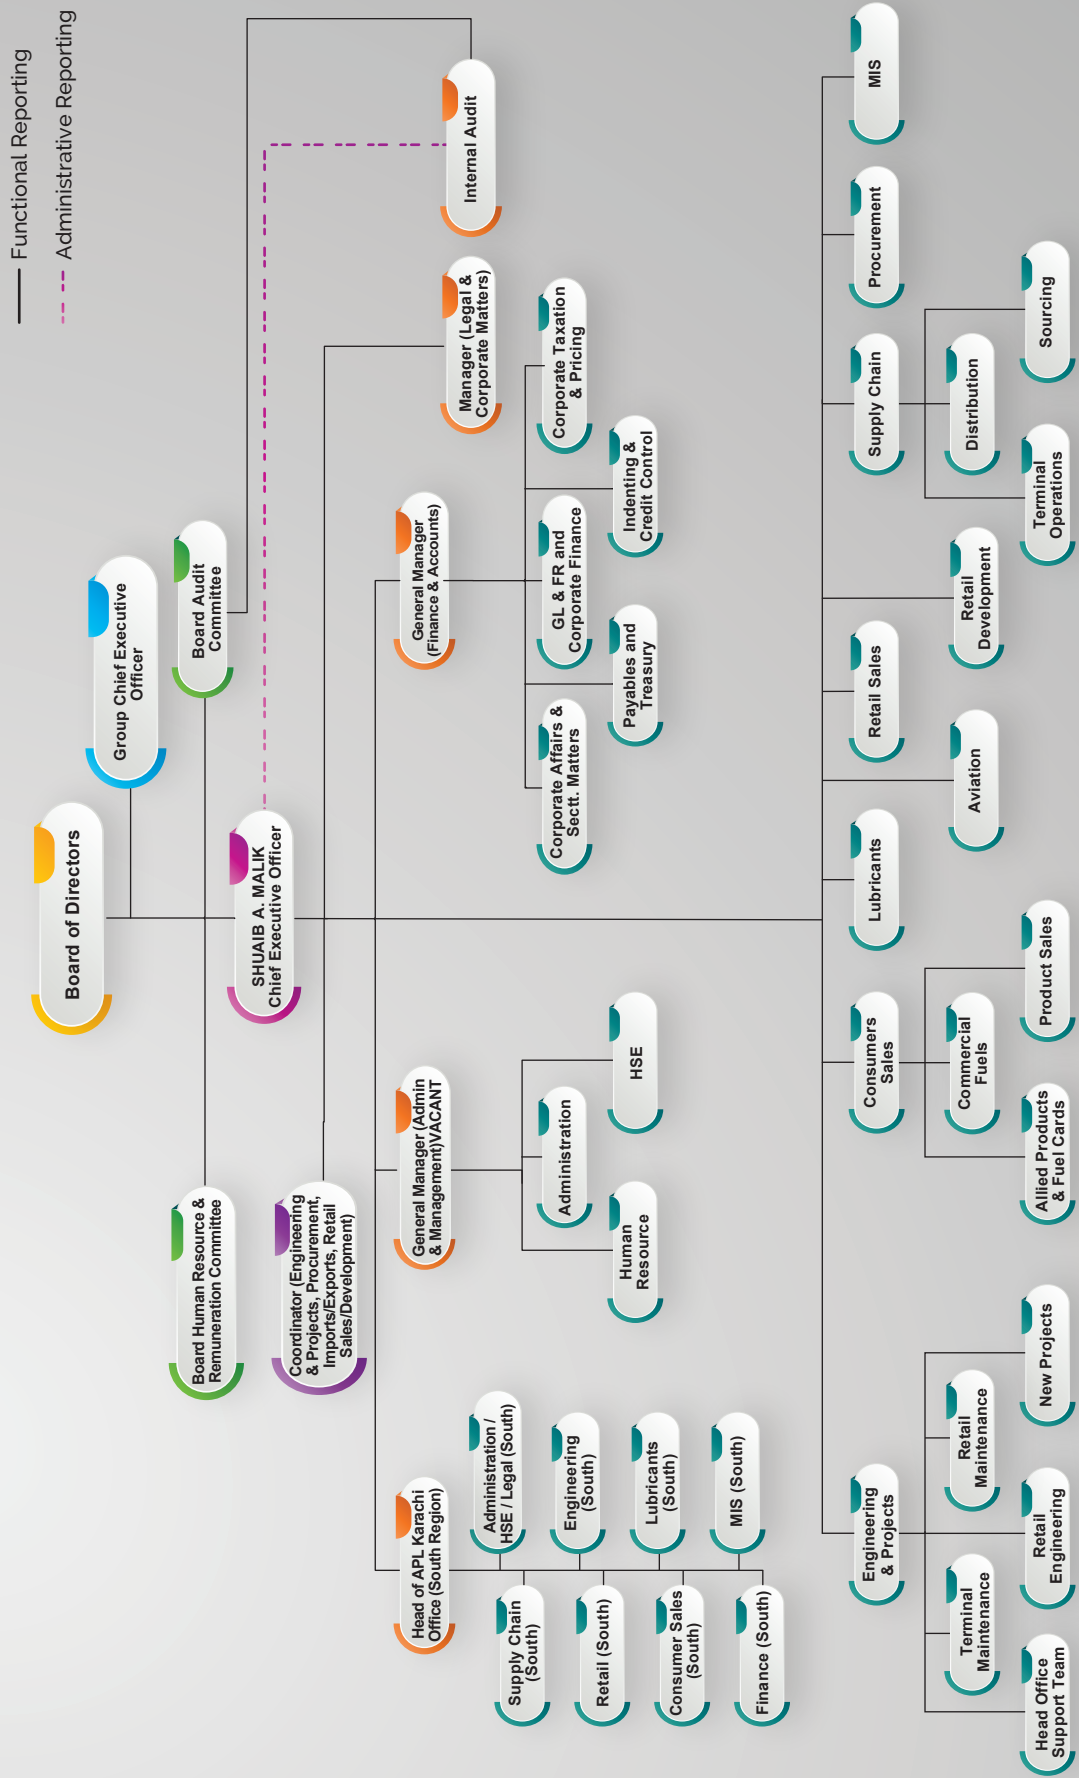 Functional Reporting
Administrative Reporting
Board of Directors
Group Chief Executive
Officer
Board Human Resource &
Remuneration Committee
Board Audit
Committee
SHUAIB A. MALIK
Chief Executive Officer
Coordinator (Engineering
& Projects, Procurement,
Imports/Exports, Retail
Sales/Development)
Internal Audit
Manager (Legal &
Corporate Matters)
Head of APL Karachi
Office (South Region)
General Manager (Admin
& Management)VACANT
General Manager
(Finance & Accounts)
Supply Chain
(South)
Administration /
HSE / Legal (South)
Retail (South)
Engineering
(South)
Consumer Sales
(South)
Lubricants
(South)
Finance (South)
MIS (South)
Human
Resource
Administration
HSE
Corporate Affairs &
Sectt. Matters
Payables and
Treasury
GL & FR and
Corporate Finance
Indenting &
Credit Control
Corporate Taxation
& Pricing
Engineering
& Projects
Consumers
Sales
Lubricants
Aviation
Retail Sales
Retail
Development
Supply Chain
Procurement
MIS
Head Office
Support Team
Terminal
Maintenance
Retail
Engineering
Retail
Maintenance
New Projects
Allied Products
& Fuel Cards
Commercial
Fuels
Product Sales
Terminal
Operations
Distribution
Sourcing